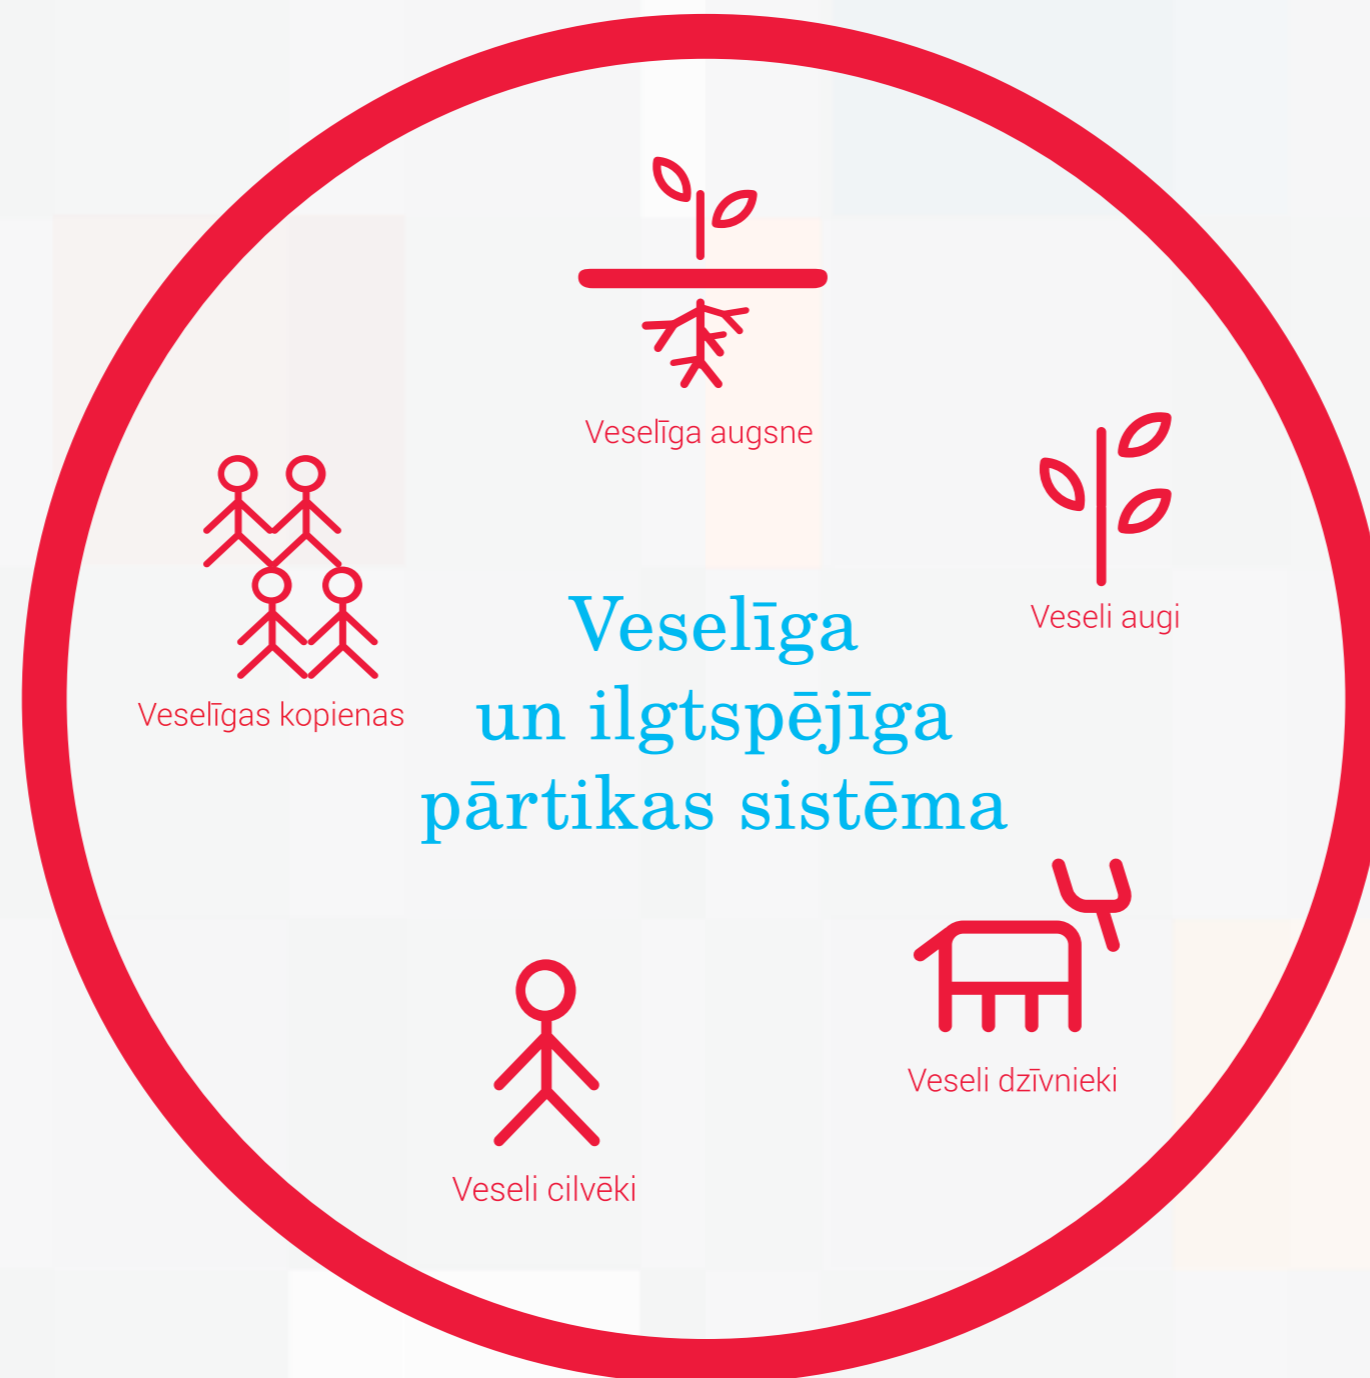 Veselīga augsne
Veseli augi
Veselīgas kopienas
Veselīga
un ilgtspējīga
pārtikas sistēma
Veseli dzīvnieki
Veseli cilvēki